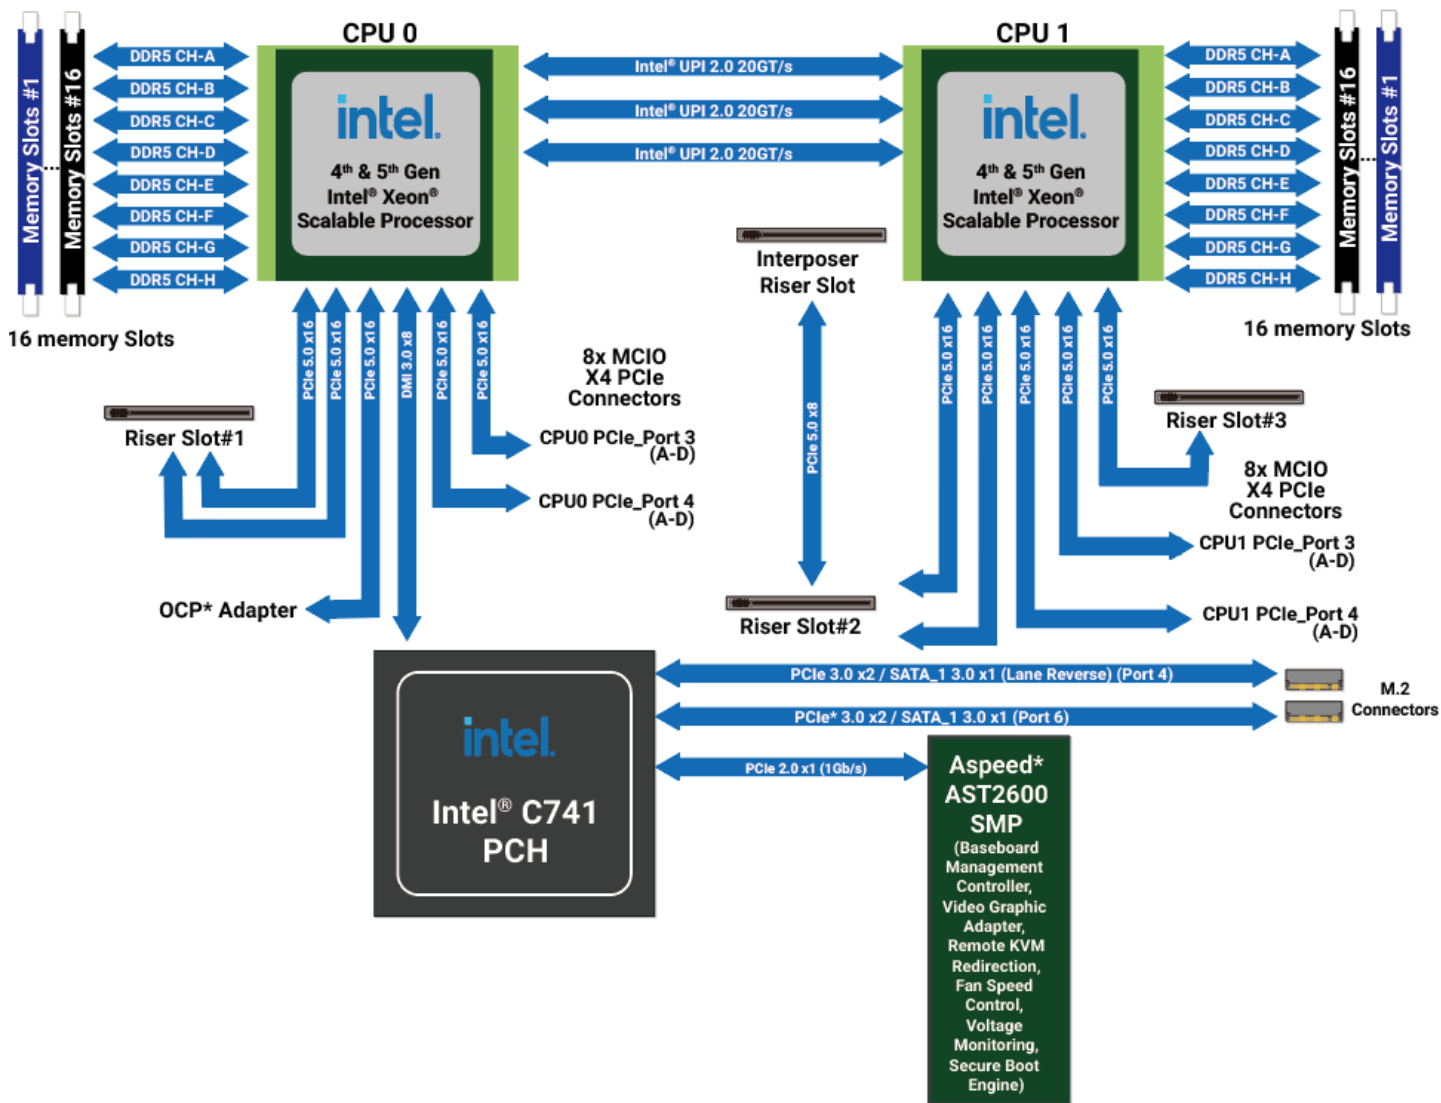 CPU 0
CPU 1
Memory Slots #1
Memory Slots #16
DDR5 CH-A
DDR5 CH-B
DDR5 CH-C
DDR5 CH-D
DDR5 CH-E
DDR5 CH-F
DDR5 CH-G
DDR5 CH-H
16 memory Slots
intel.
4th & 5th Gen
Intel® Xeon®
Scalable Processor
Intel® UPI 2.0 20GT/s
Intel® UPI 2.0 20GT/s
Intel® UPI 2.0 20GT/s
intel.
4th & 5th Gen
Intel® Xeon®
Scalable Processor
DDR5 CH-A
DDR5 CH-B
DDR5 CH-C
DDR5 CH-D
DDR5 CH-E
DDR5 CH-F
DDR5 CH-G
DDR5 CH-H
Memory Slots #16
Memory Slots #1
16 memory Slots
Interposer
Riser Slot
PCIe 5.0 x16
PCIe 5.0 x16
PCIe 5.0 x16
DMI 3.0 x8
PCIe 5.0 x16
PCIe 5.0 x16
8x MCIO
X4 PCIe
Connectors
CPU0 PCIe_Port 3
(A-D)
CPU0 PCIe_Port 4
(A-D)
Riser Slot#1
OCP* Adapter
PCIe 5.0 x8
Riser Slot#2
PCIe 5.0 x16
PCIe 5.0 x16
PCIe 5.0 x16
PCIe 5.0 x16
PCIe 5.0 x16
Riser Slot#3
8x MCIO
X4 PCIe
Connectors
CPU1 PCIe_Port 3
(A-D)
CPU1 PCIe_Port 4
(A-D)
PCIe 3.0 x2 / SATA_1 3.0 x1 (Lane Reverse) (Port 4)
PCIe* 3.0 x2 / SATA_1 3.0 x1 (Port 6)
M.2
Connectors
PCIe 2.0 x1 (1Gb/s)
intel.
Intel® C741
PCH
Aspeed*
AST2600
SMP
(Baseboard
Management
Controller,
Video Graphic
Adapter,
Remote KVM
Redirection,
Fan Speed
Control,
Voltage
Monitoring,
Secure Boot
Engine)